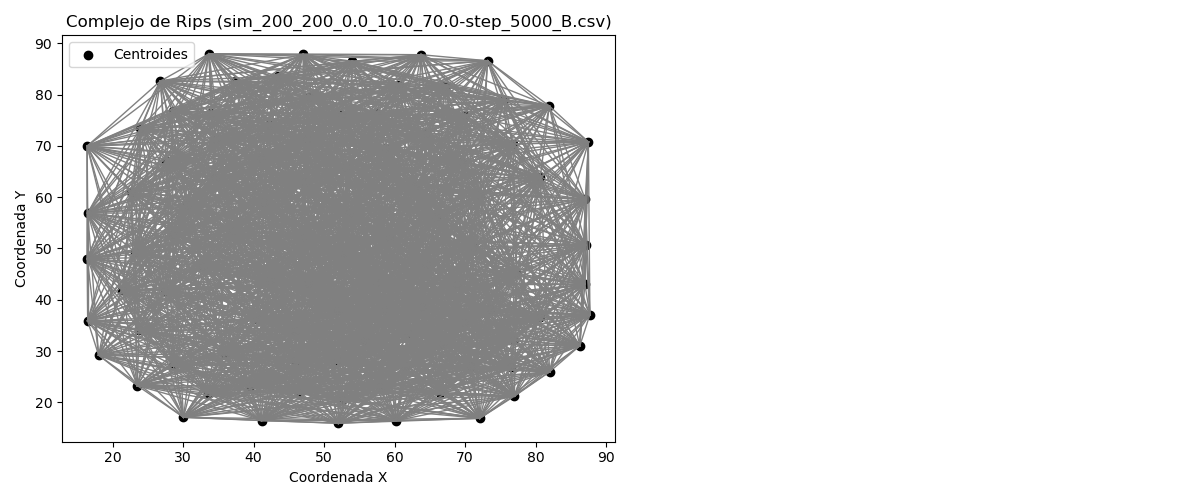 Complejo de Rips (sim_200_200_0.0_10.0_70.0-step_5000_B.csv)
Centroides
90
80
70
60
50
40
30
20
Coordenada Y
20 30 40 50 60 70 80 90
Coordenada X